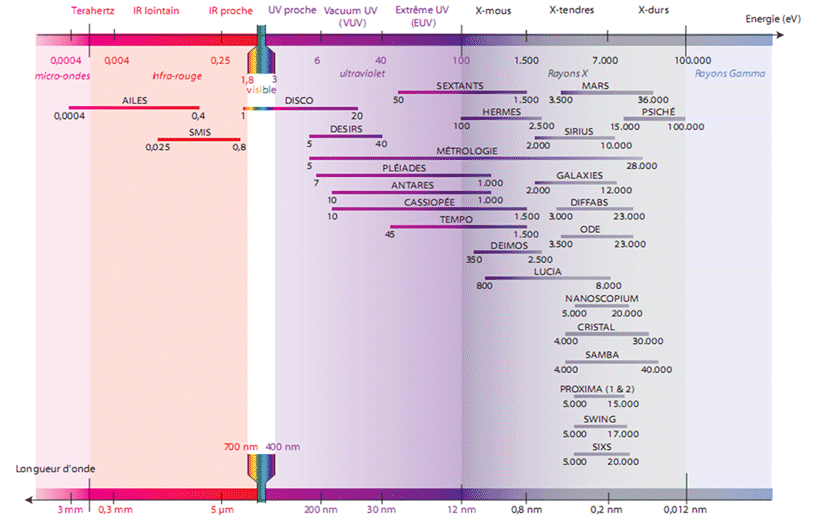 Terahertz IR lointain IR proche UV proche Vacuum UV (VUV) Extrême UV (EUV) X-mous X-tendres X-durs
Energie (eV)
0,0004 0,004 0,25 6 40 100 1.500 7.000 100.000
1,8 3
micro-ondes Infra-rouge visible ultraviolet Rayons X Rayons Gamma
SEXTANTS
50 1.500
MARS
3.500 36.000
AILES
0,0004 0,4
DISCO
1 20
HERMES
100 2.500
PSICHÉ
15.000 100.000
SMIS
0,025 0,8
DESIRS
5 40
SIRIUS
2.000 10.000
MÉTROLOGIE
5 28.000
PLÉIADES
7 1.000
GALAXIES
2.000 12.000
ANTARES
10 1.000
CASSIOPÉE
10 1.500
DIFFABS
3.000 23.000
TEMPO
45 1.500
ODE
3.500 23.000
DEIMOS
350 2.500
LUCIA
800 8.000
NANOSCOPIUM
5.000 20.000
CRISTAL
4.000 30.000
SAMBA
4.000 40.000
PROXIMA (1 & 2)
5.000 15.000
SWING
5.000 17.000
SIXS
5.000 20.000
700 nm 400 nm
Longueur d'onde
3 mm 0,3 mm 5 µm 200 nm 30 nm 12 nm 0,8 nm 0,2 nm 0,012 nm